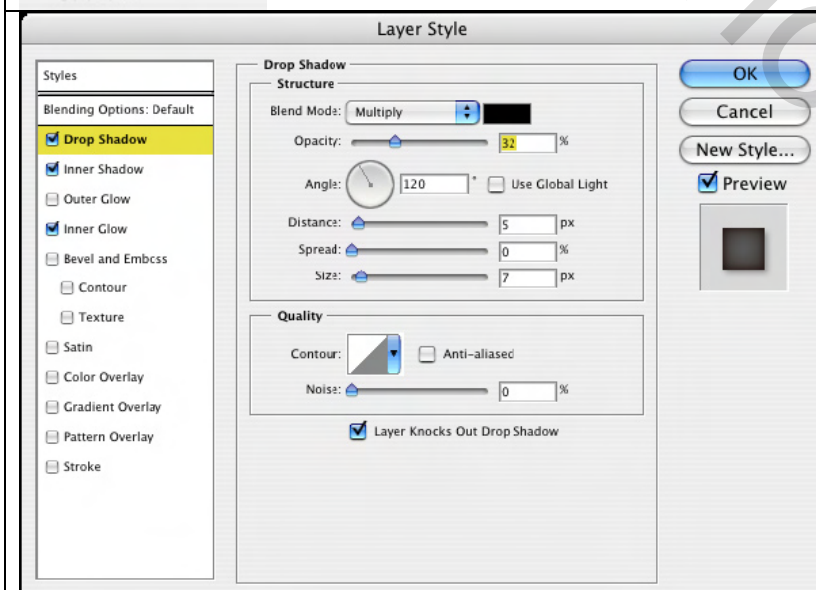 Layer Style
Styles
Blending Options: Default
Drop Shadow
Inner Shadow
Outer Glow
Inner Glow
Bevel and Emboss
Contour
Texture
Satin
Color Overlay
Gradient Overlay
Pattern Overlay
Stroke
Drop Shadow
Structure
Blend Mode: Multiply
Opacity: 32 %
Angle: 120 ° Use Global Light
Distance: 5 px
Spread: 0 %
Size: 7 px
Quality
Contour: Anti-aliased
Noise: 0 %
Layer Knocks Out Drop Shadow
OK
Cancel
New Style...
Preview